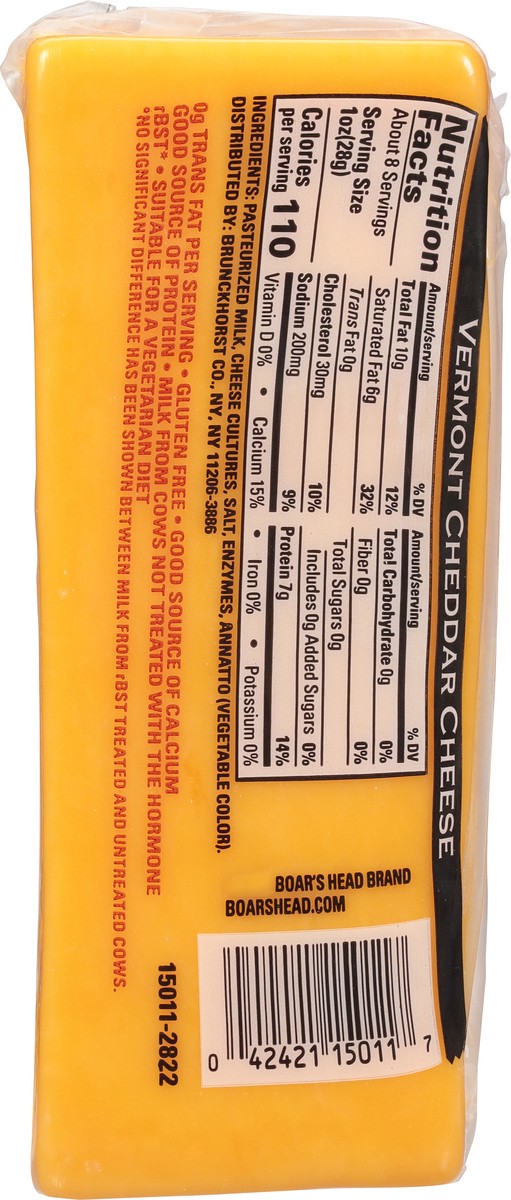 VERMONT CHEDDAR CHEESE
Nutrition
Facts
About 8 Servings
Serving Size
1oz(28g)
Calories
per serving 110
Amount/serving % DV
Total Fat 10g 12%
Saturated Fat 6g 32%
Trans Fat 0g
Cholesterol 30mg 10%
Sodium 200mg 9%
Amount/serving % DV
Total Carbohydrate 0g 0%
Fiber 0g 0%
Total Sugars 0g
Includes 0g Added Sugars 0%
Protein 7g 14%
Vitamin D 0% • Calcium 15% • Iron 0% • Potassium 0%
INGREDIENTS: PASTEURIZED MILK, CHEESE CULTURES, SALT, ENZYMES, ANNATTO (VEGETABLE COLOR).
DISTRIBUTED BY: BRUNCKHORST CO., NY, NY 11206-3886
0g TRANS FAT PER SERVING • GLUTEN FREE • GOOD SOURCE OF CALCIUM
GOOD SOURCE OF PROTEIN • MILK FROM COWS NOT TREATED WITH THE HORMONE
rBST* • SUITABLE FOR A VEGETARIAN DIET
*NO SIGNIFICANT DIFFERENCE HAS BEEN SHOWN BETWEEN MILK FROM rBST TREATED AND UNTREATED COWS.
BOAR'S HEAD BRAND
BOARSHEAD.COM
0 42421 15011 7
15011-2822